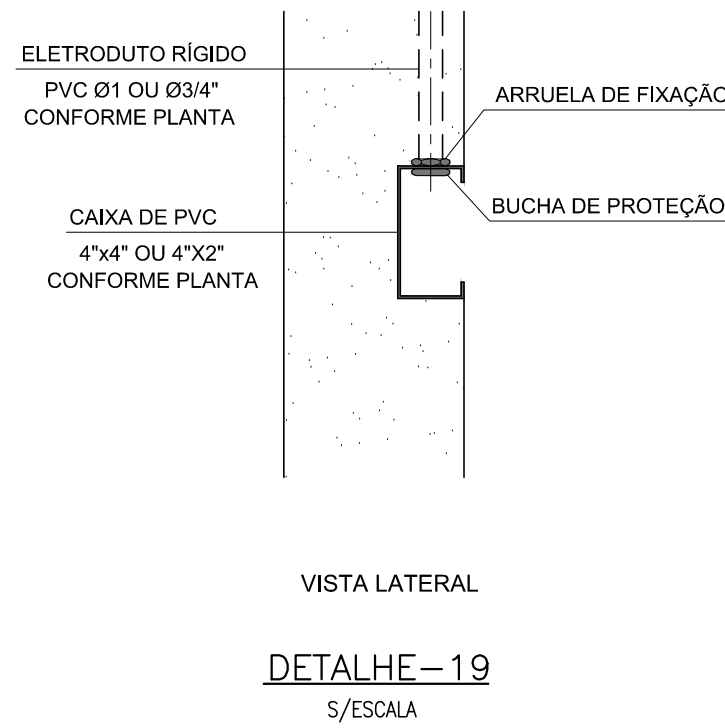 ELETRODUTO RÍGIDO
PVC Ø1 OU Ø3/4"
CONFORME PLANTA
ARRUELA DE FIXAÇÃO
CAIXA DE PVC
4"x4" OU 4"X2"
CONFORME PLANTA
BUCHA DE PROTEÇÃO
VISTA LATERAL
DETALHE-19
S/ESCALA